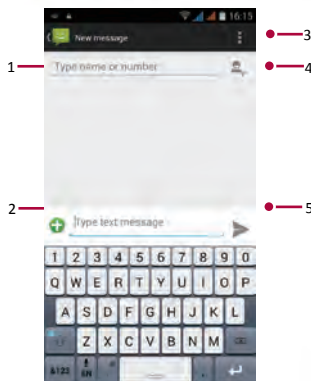 16:15
New message
3
1
Type name or number
4
2
5
Type text message
1 2 3 4 5 6 7 8 9 0
Q W E R T Y U I O P
A S D F G H J K L
Z X C V B N M
&123 EN .